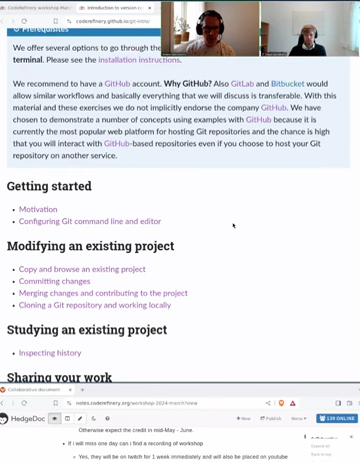 CodeRefinery workshop Mar
Introduction to version co
coderefinery.github.io/git-intro/
Prerequisites
We offer several options to go through the
terminal. Please see the installation instructions.
We recommend to have a GitHub account. Why GitHub? Also GitLab and Bitbucket would
allow similar workflows and basically everything that we will discuss is transferable. With this
material and these exercises we do not implicitly endorse the company GitHub. We have
chosen to demonstrate a number of concepts using examples with GitHub because it is
currently the most popular web platform for hosting Git repositories and the chance is high
that you will interact with GitHub-based repositories even if you choose to host your Git
repository on another service.
Getting started
• Motivation
• Configuring Git command line and editor
Modifying an existing project
• Copy and browse an existing project
• Committing changes
• Merging changes and contributing to the project
• Cloning a Git repository and working locally
Studying an existing project
• Inspecting history
Sharing your work
Collaborative document
notes.coderefinery.org/workshop-2024-march?view
HedgeDoc
+ New
Publish
Menu
139 ONLINE
Otherwise expect the credit in mid-May - June.
• If i will miss one day can i find a recording of workshop
Expand all
Back to top
Yes, they will be on twitch for 1 week immediately and will also be placed on youtube